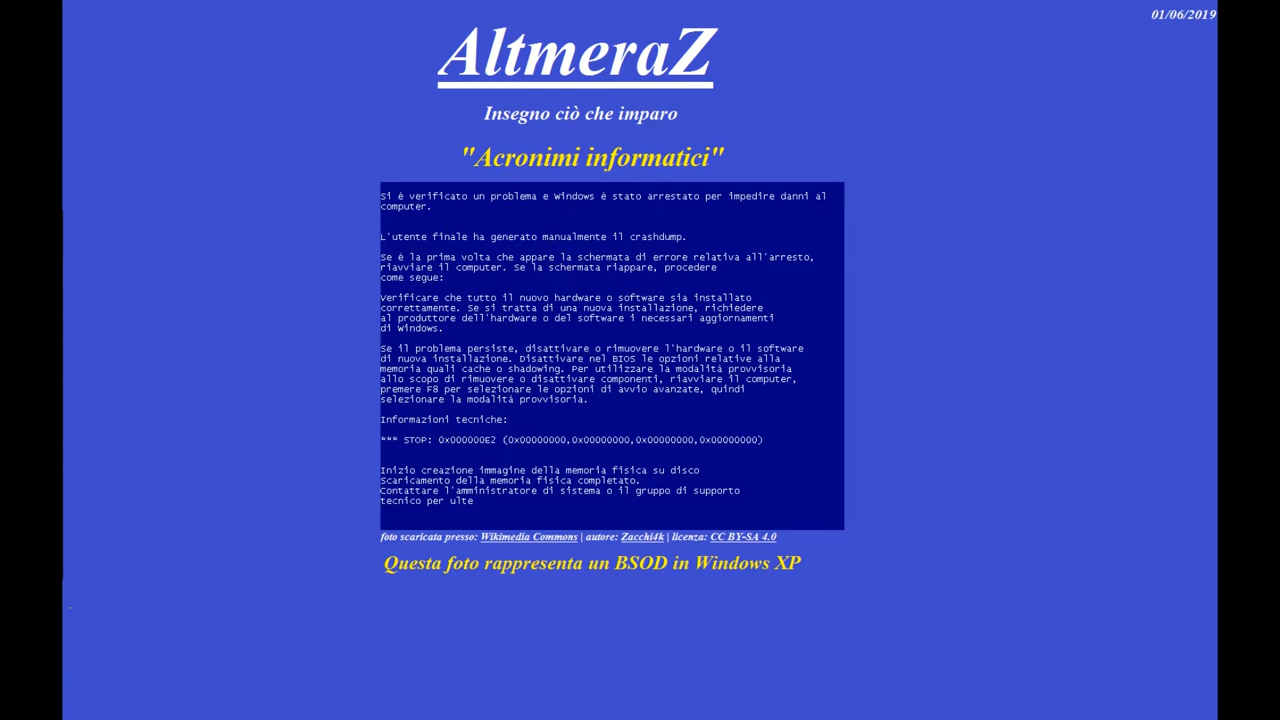 01/06/2019
AltmeraZ
Insegno ciò che imparo
"Acronimi informatici"
Si è verificato un problema e Windows è stato arrestato per impedire danni al
computer.
L'utente finale ha generato manualmente il crashdump.
Se è la prima volta che appare la schermata di errore relativa all'arresto,
riavviare il computer. Se la schermata riappare, procedere
come segue:
Verificare che tutto il nuovo hardware o software sia installato
correttamente. Se si tratta di una nuova installazione, richiedere
al produttore dell'hardware o del software i necessari aggiornamenti
di Windows.
Se il problema persiste, disattivare o rimuovere l'hardware o il software
di nuova installazione. Disattivare nel BIOS le opzioni relative alla
memoria quali cache o shadowing. Per utilizzare la modalità provvisoria
allo scopo di rimuovere o disattivare componenti, riavviare il computer,
premere F8 per selezionare le opzioni di avvio avanzate, quindi
selezionare la modalità provvisoria.
Informazioni tecniche:
*** STOP: 0x000000E2 (0x00000000,0x00000000,0x00000000,0x00000000)
Inizio creazione immagine della memoria fisica su disco
Scaricamento della memoria fisica completato.
Contattare l'amministratore di sistema o il gruppo di supporto
tecnico per ulte
foto scaricata presso: Wikimedia Commons | autore: Zacchi4k | licenza: CC BY-SA 4.0
Questa foto rappresenta un BSOD in Windows XP